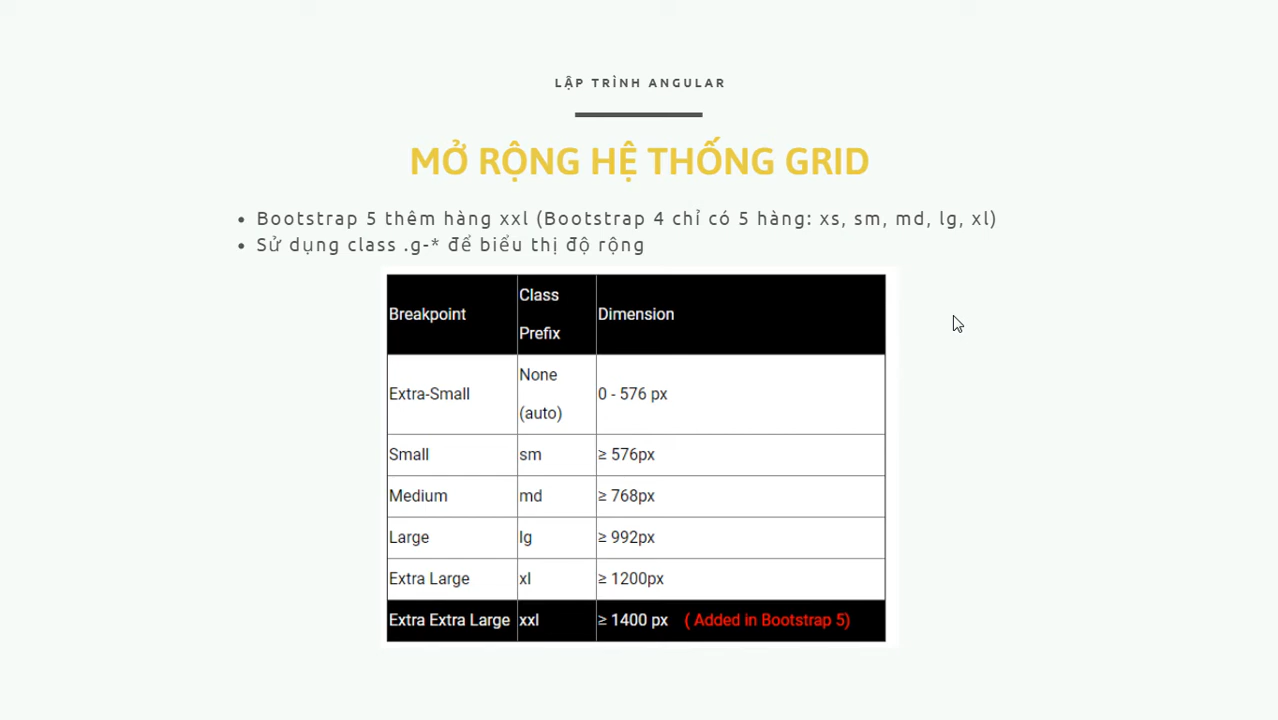 LẬP TRÌNH ANGULAR
MỞ RỘNG HỆ THỐNG GRID
• Bootstrap 5 thêm hàng xxl (Bootstrap 4 chỉ có 5 hàng: xs, sm, md, lg, xl)
• Sử dụng class .g-* để biểu thị độ rộng
Breakpoint Class Prefix Dimension
Extra-Small None (auto) 0 - 576 px
Small sm ≥ 576px
Medium md ≥ 768px
Large lg ≥ 992px
Extra Large xl ≥ 1200px
Extra Extra Large xxl ≥ 1400 px ( Added in Bootstrap 5)